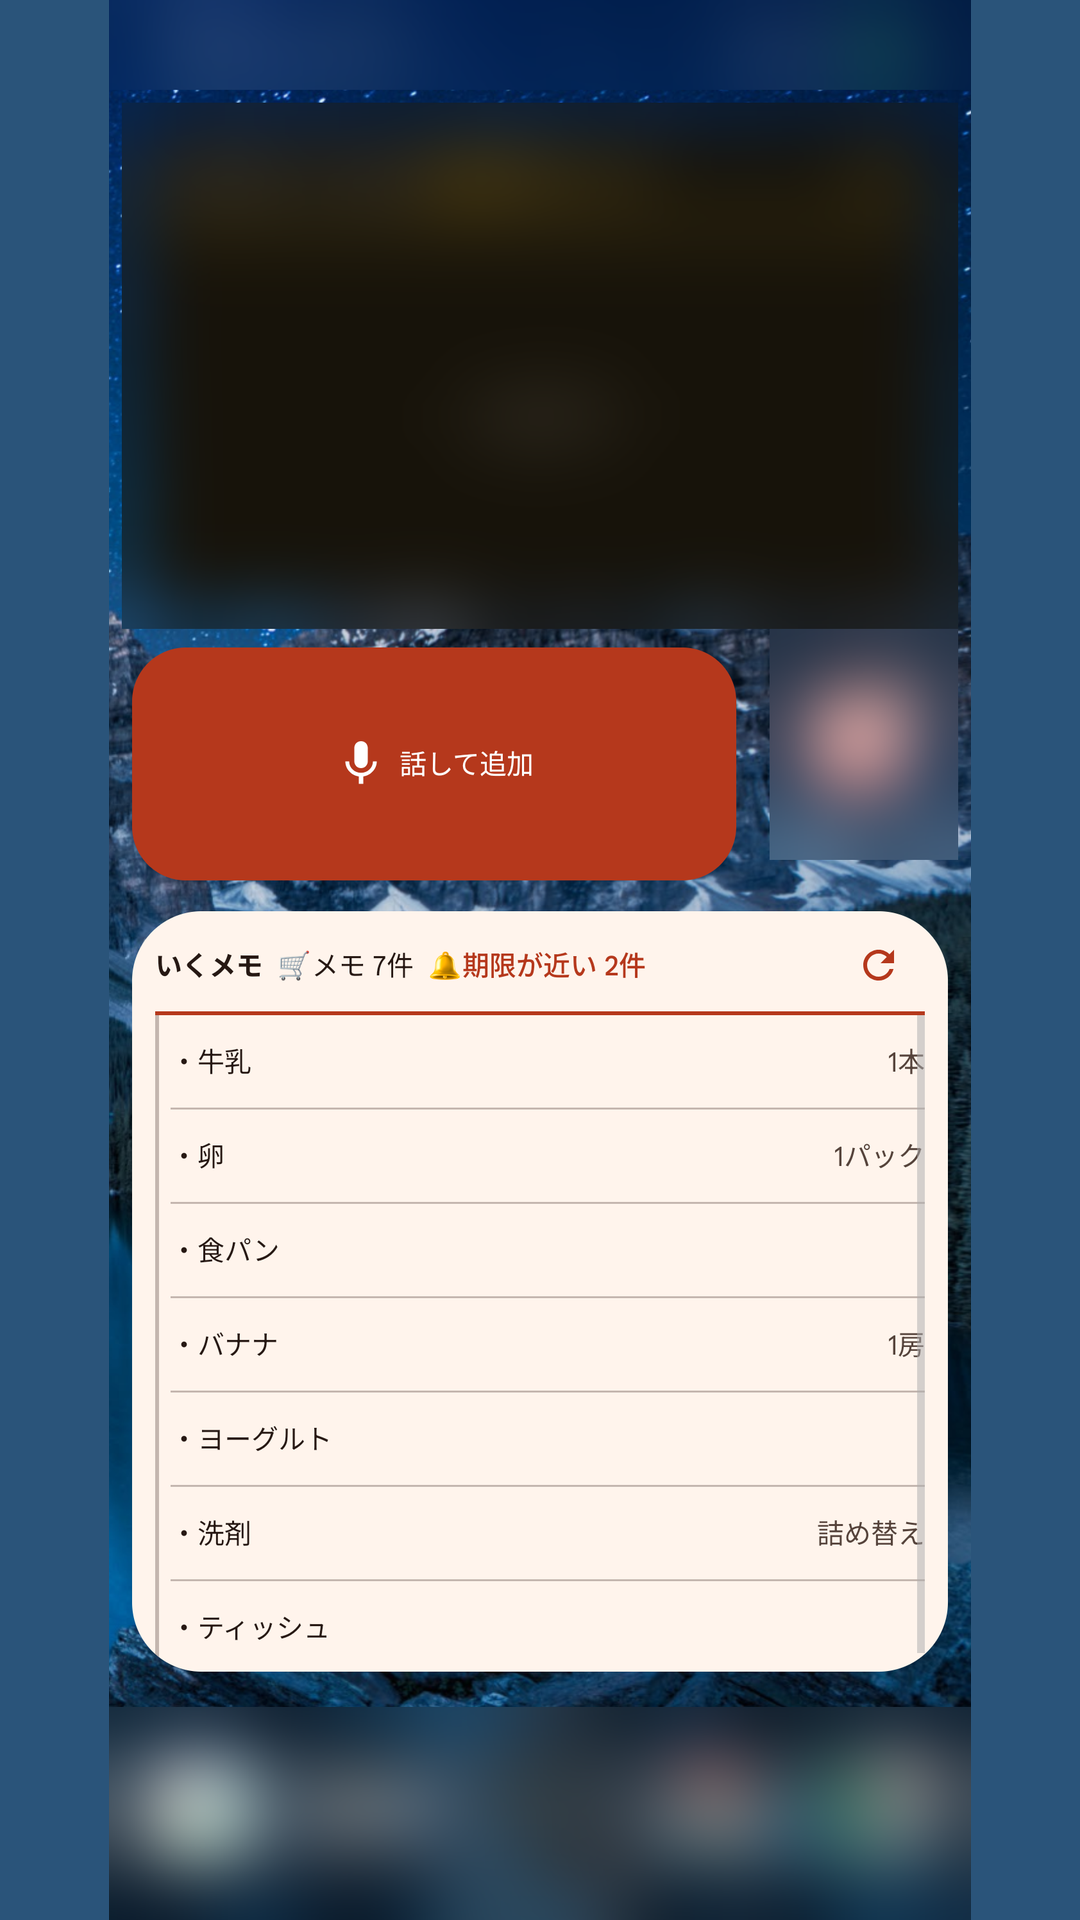 話して追加
いくメモ 🛒メモ 7件 🔔期限が近い 2件
・牛乳 1本
・卵 1パック
・食パン
・バナナ 1房
・ヨーグルト
・洗剤 詰め替え
・ティッシュ